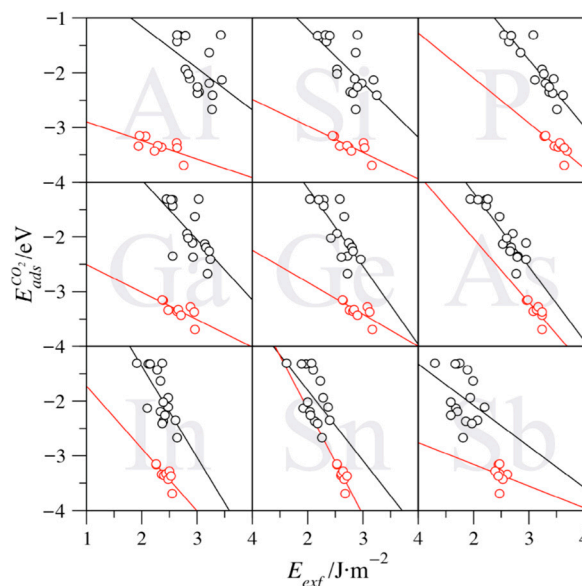 -1
-2
-3
-4
Al Si P
-2
-3
-4
Ga Ge As
-2
-3
-4
In Sn Sb
1 2 3 4 2 3 4 2 3 4
E_{ads}^{CO_2}/eV
E_{exf}/J·m^{-2}